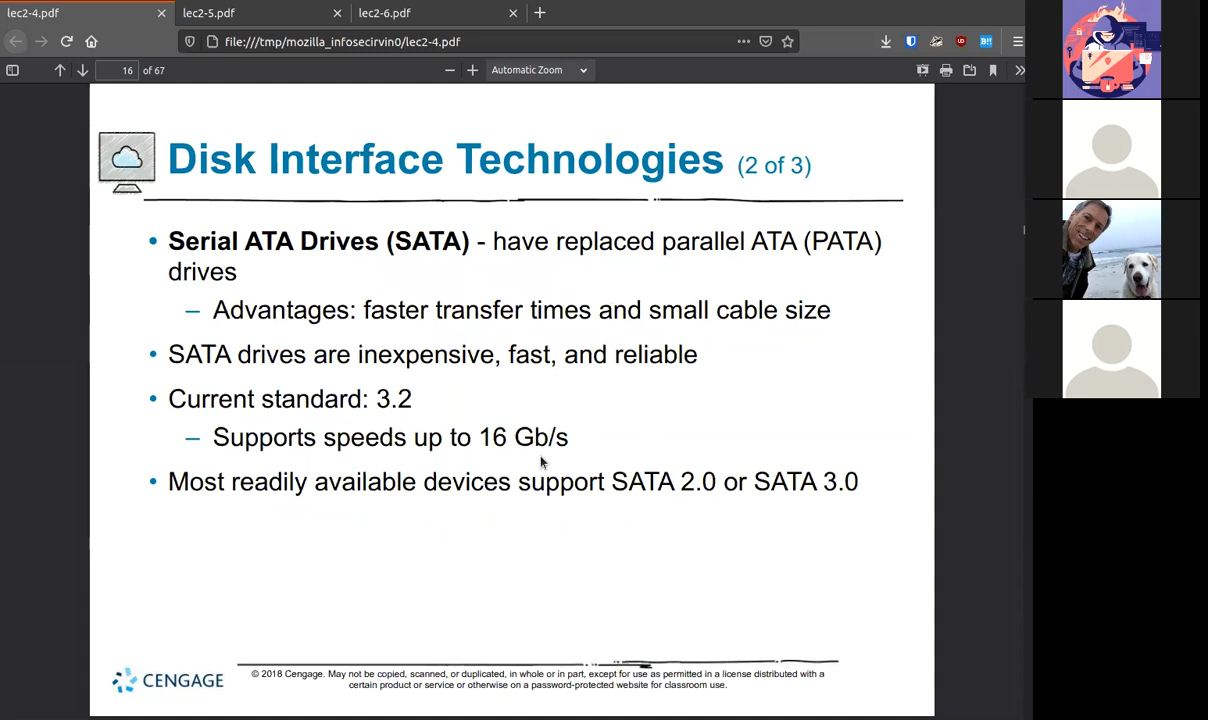 lec2-4.pdf
lec2-5.pdf
lec2-6.pdf
file:///tmp/mozilla_infosecirvin0/lec2-4.pdf
16 of 67
Automatic Zoom
Disk Interface Technologies (2 of 3)
• Serial ATA Drives (SATA) - have replaced parallel ATA (PATA)
drives
– Advantages: faster transfer times and small cable size
• SATA drives are inexpensive, fast, and reliable
• Current standard: 3.2
– Supports speeds up to 16 Gb/s
• Most readily available devices support SATA 2.0 or SATA 3.0
CENGAGE
© 2018 Cengage. May not be copied, scanned, or duplicated, in whole or in part, except for use as permitted in a license distributed with a
certain product or service or otherwise on a password-protected website for classroom use.